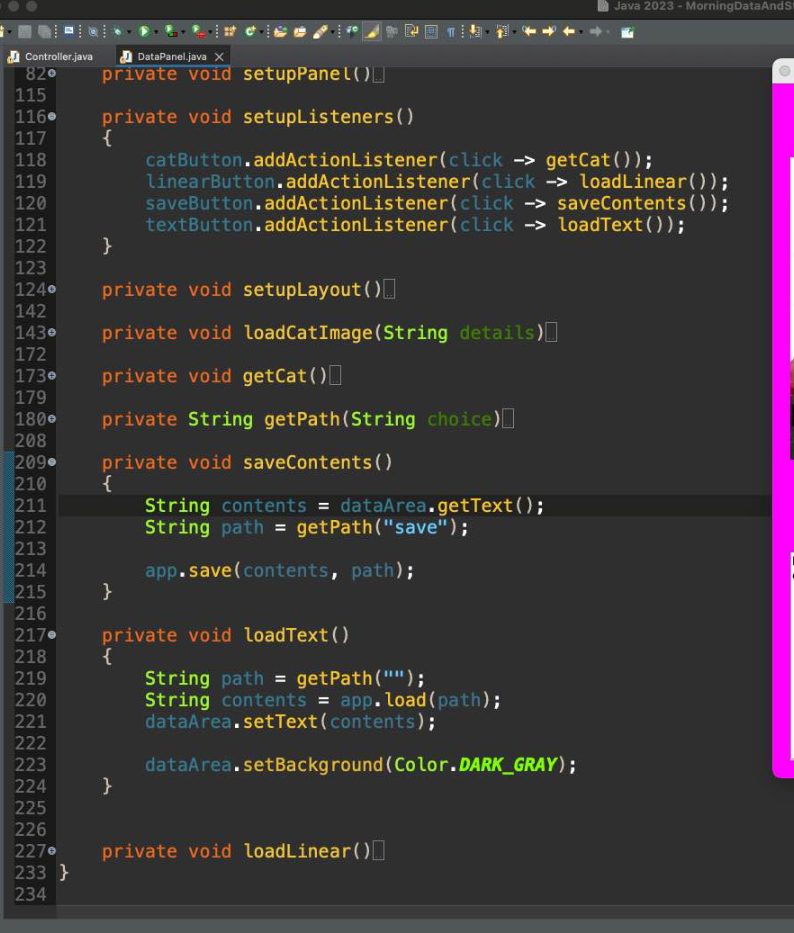 Java 2023 - MorningDataAndSt
Controller.java
DataPanel.java
82 private void setupPanel()
115
116 private void setupListeners()
117 {
118 catButton.addActionListener(click -> getCat());
119 linearButton.addActionListener(click -> loadLinear());
120 saveButton.addActionListener(click -> saveContents());
121 textButton.addActionListener(click -> loadText());
122 }
123
124 private void setupLayout()
142
143 private void loadCatImage(String details)
172
173 private void getCat()
179
180 private String getPath(String choice)
208
209 private void saveContents()
210 {
211 String contents = dataArea.getText();
212 String path = getPath("save");
213
214 app.save(contents, path);
215 }
216
217 private void loadText()
218 {
219 String path = getPath("");
220 String contents = app.load(path);
221 dataArea.setText(contents);
222
223 dataArea.setBackground(Color.DARK_GRAY);
224 }
225
226
227 private void loadLinear()
233 }
234